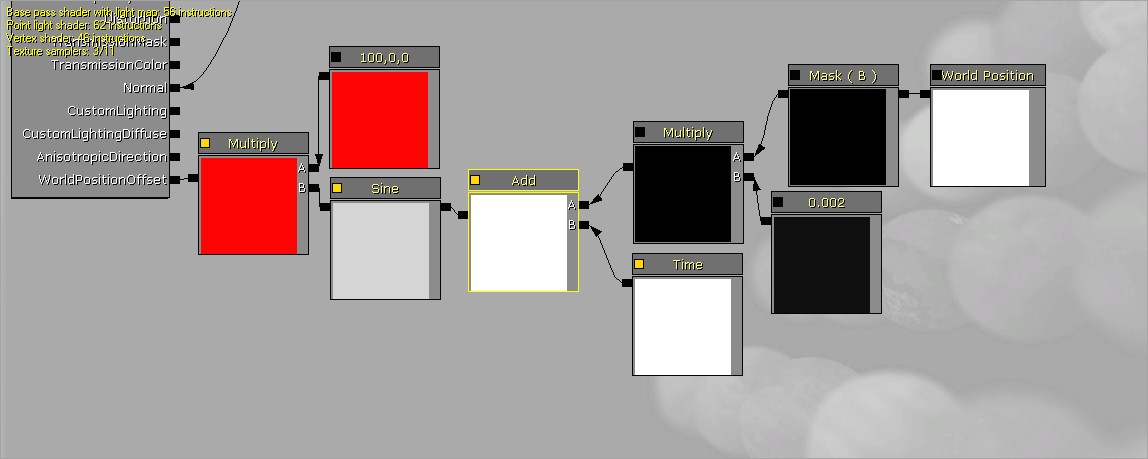 Base pass shader with light map: 56 instructions
Distortion
Point light shader: 62 instructions
Vertex shader: 46 instructions
TransmissionMask
Texture samplers: 3/11
TransmissionColor
Normal
CustomLighting
CustomLightingDiffuse
AnisotropicDirection
WorldPositionOffset
Multiply
A
B
100,0,0
Sine
Add
A
B
Multiply
A
B
Time
Mask ( B )
World Position
0.002